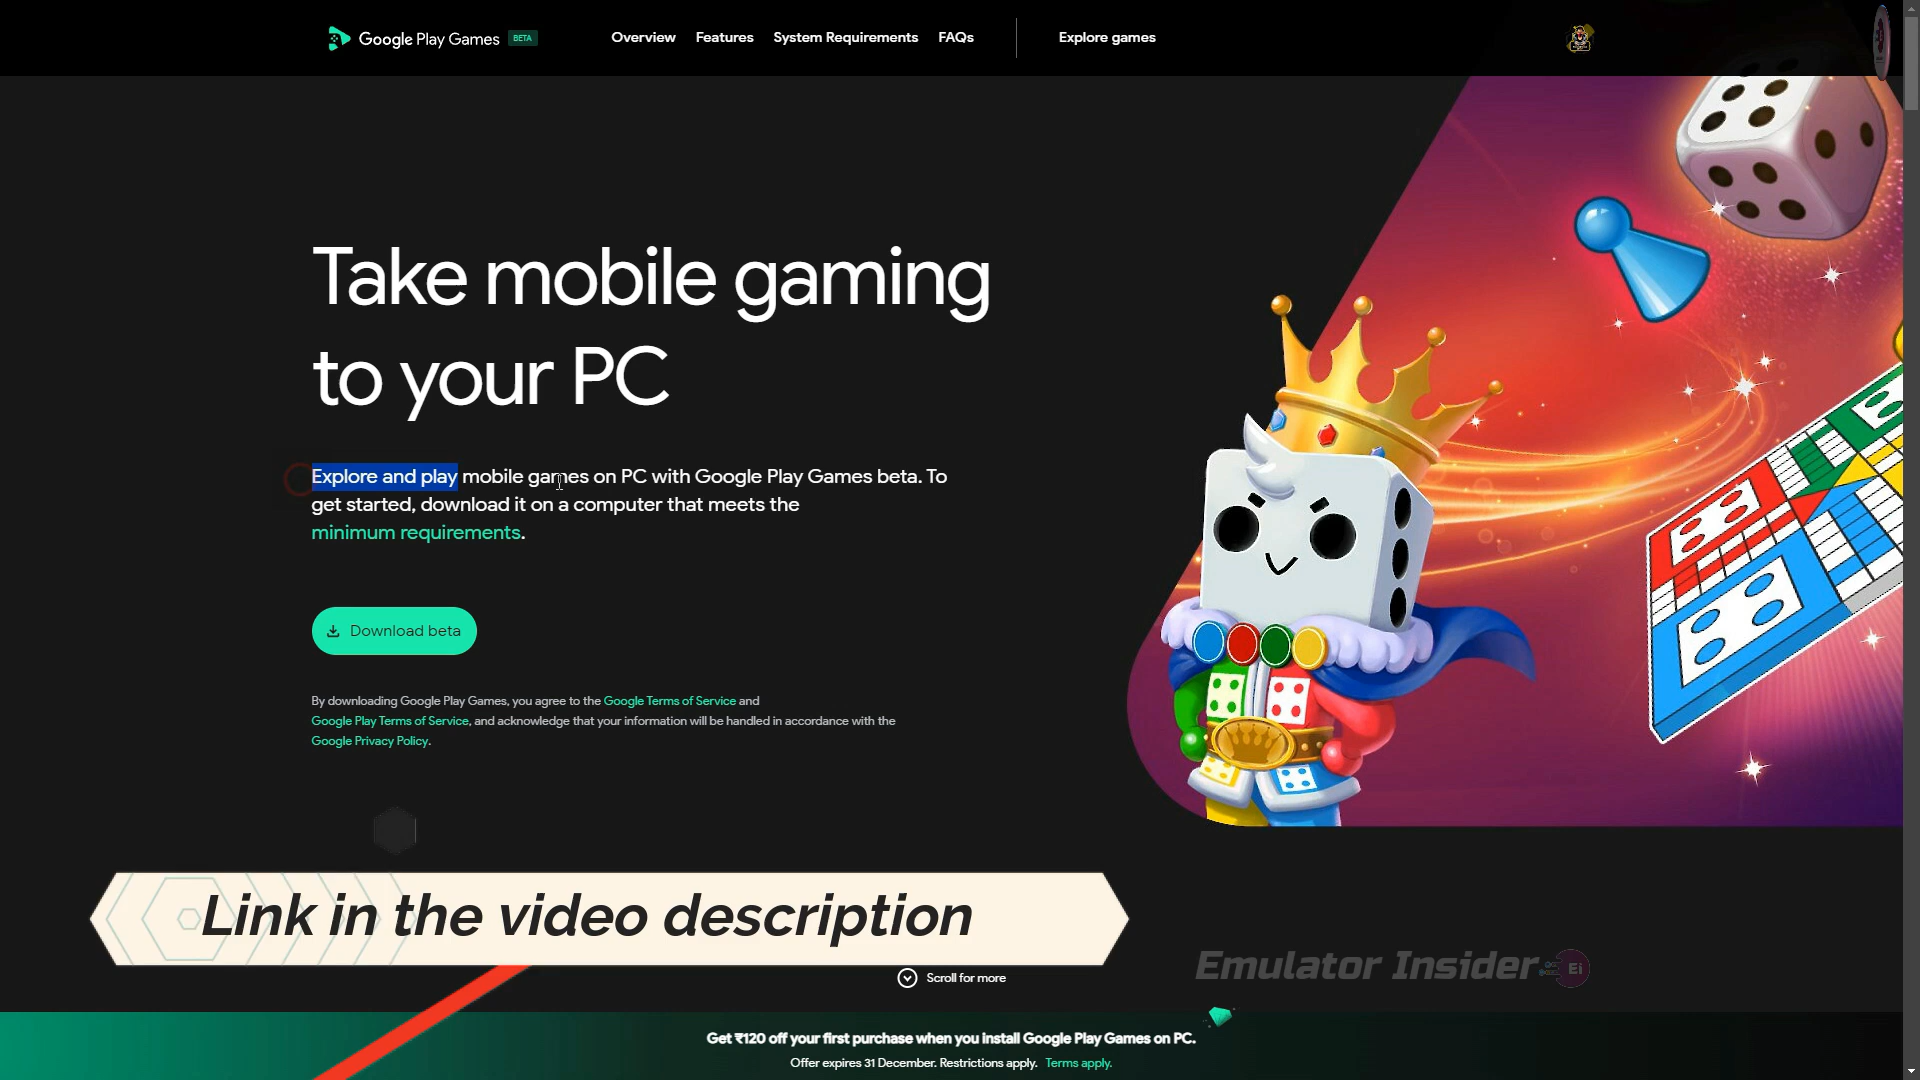 Google Play Games BETA
Overview Features System Requirements FAQs Explore games
Take mobile gaming
to your PC
Explore and play mobile games on PC with Google Play Games beta. To
get started, download it on a computer that meets the
minimum requirements.
Download beta
By downloading Google Play Games, you agree to the Google Terms of Service and
Google Play Terms of Service, and acknowledge that your information will be handled in accordance with the
Google Privacy Policy.
Link in the video description
Emulator Insider Ei
Scroll for more
Get ₹120 off your first purchase when you install Google Play Games on PC.
Offer expires 31 December. Restrictions apply. Terms apply.